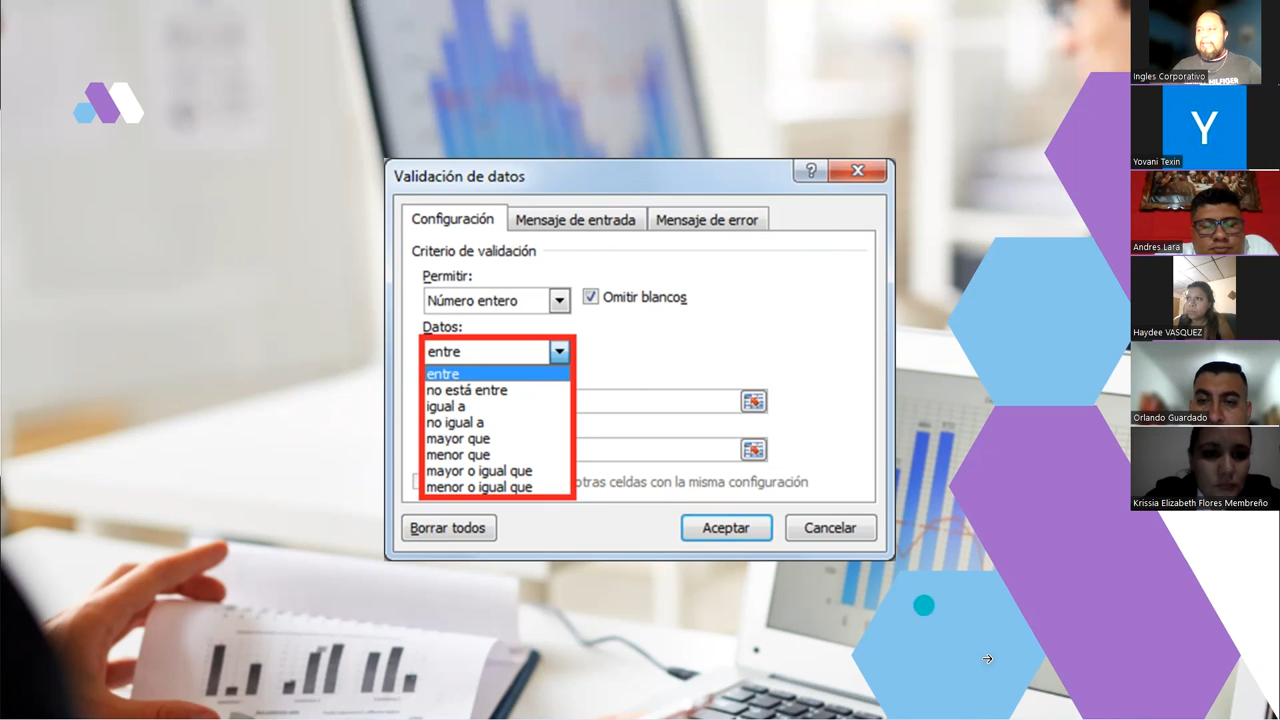 Validación de datos
?
Configuración
Mensaje de entrada
Mensaje de error
Criterio de validación
Permitir:
Número entero
Omitir blancos
Datos:
entre
entre
no está entre
igual a
no igual a
mayor que
menor que
mayor o igual que
menor o igual que
otras celdas con la misma configuración
Borrar todos
Aceptar
Cancelar
Ingles Corporativo
Y
Yovani Texin
Andres Lara
Haydee VASQUEZ
Orlando Guardado
Krissia Elizabeth Flores Membreño